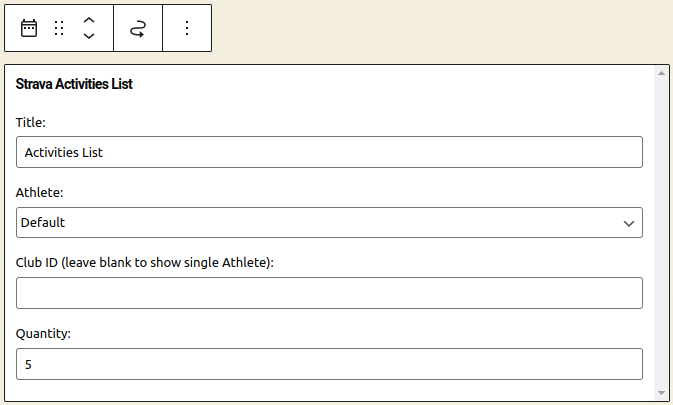 Strava Activities List
Title:
Activities List
Athlete:
Default
Club ID (leave blank to show single Athlete):
Quantity:
5